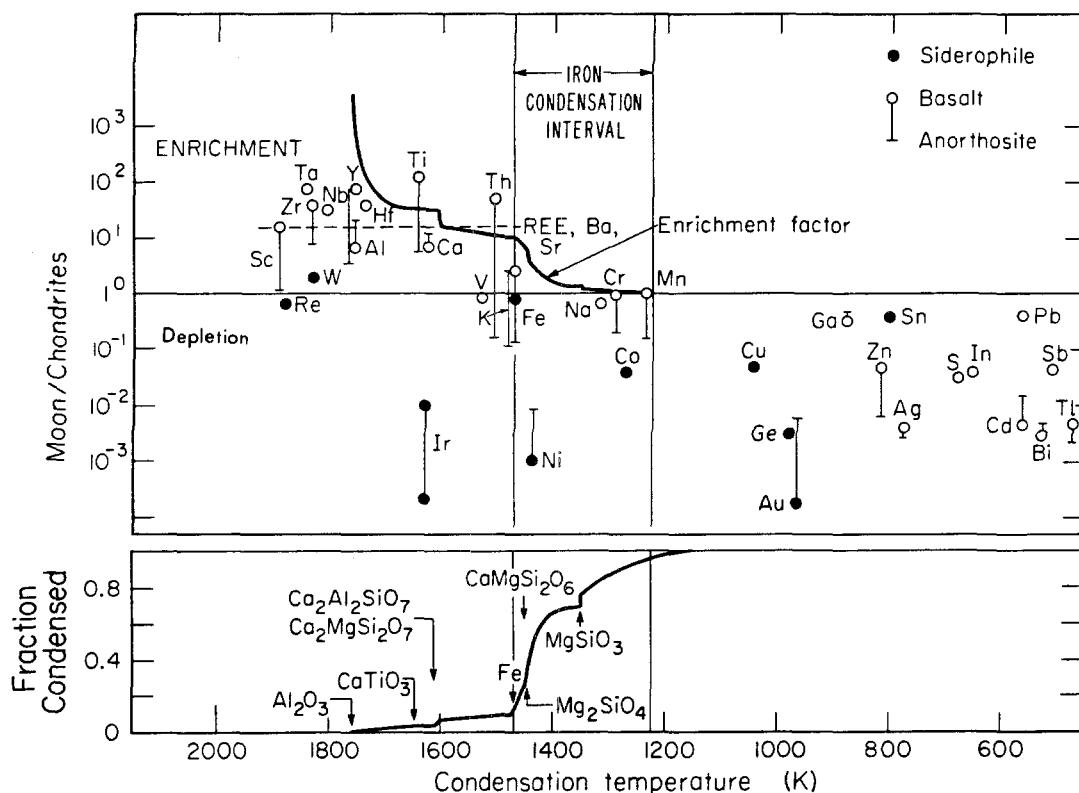 Siderophile
Basalt
Anorthosite
IRON
CONDENSATION
INTERVAL
ENRICHMENT
Depletion
REE, Ba,
Sr
Enrichment factor
Moon/Chondrites
10³
10²
10¹
10⁰
10⁻¹
10⁻²
10⁻³
Ta
Zr
Nb
Y
Hf
Ti
Th
Sc
Al
Ca
W
Re
V
K
Fe
Na
Cr
Mn
Co
Cu
Ga
Sn
Pb
Zn
S
In
Sb
Ir
Ni
Ge
Au
Ag
Cd
Bi
Tl
Fraction
Condensed
0.8
0.4
0
Ca₂Al₂SiO₇
Ca₂MgSi₂O₇
CaMgSi₂O₆
CaTiO₃
Al₂O₃
Fe
MgSiO₃
Mg₂SiO₄
2000 1800 1600 1400 1200 1000 800 600
Condensation temperature (K)